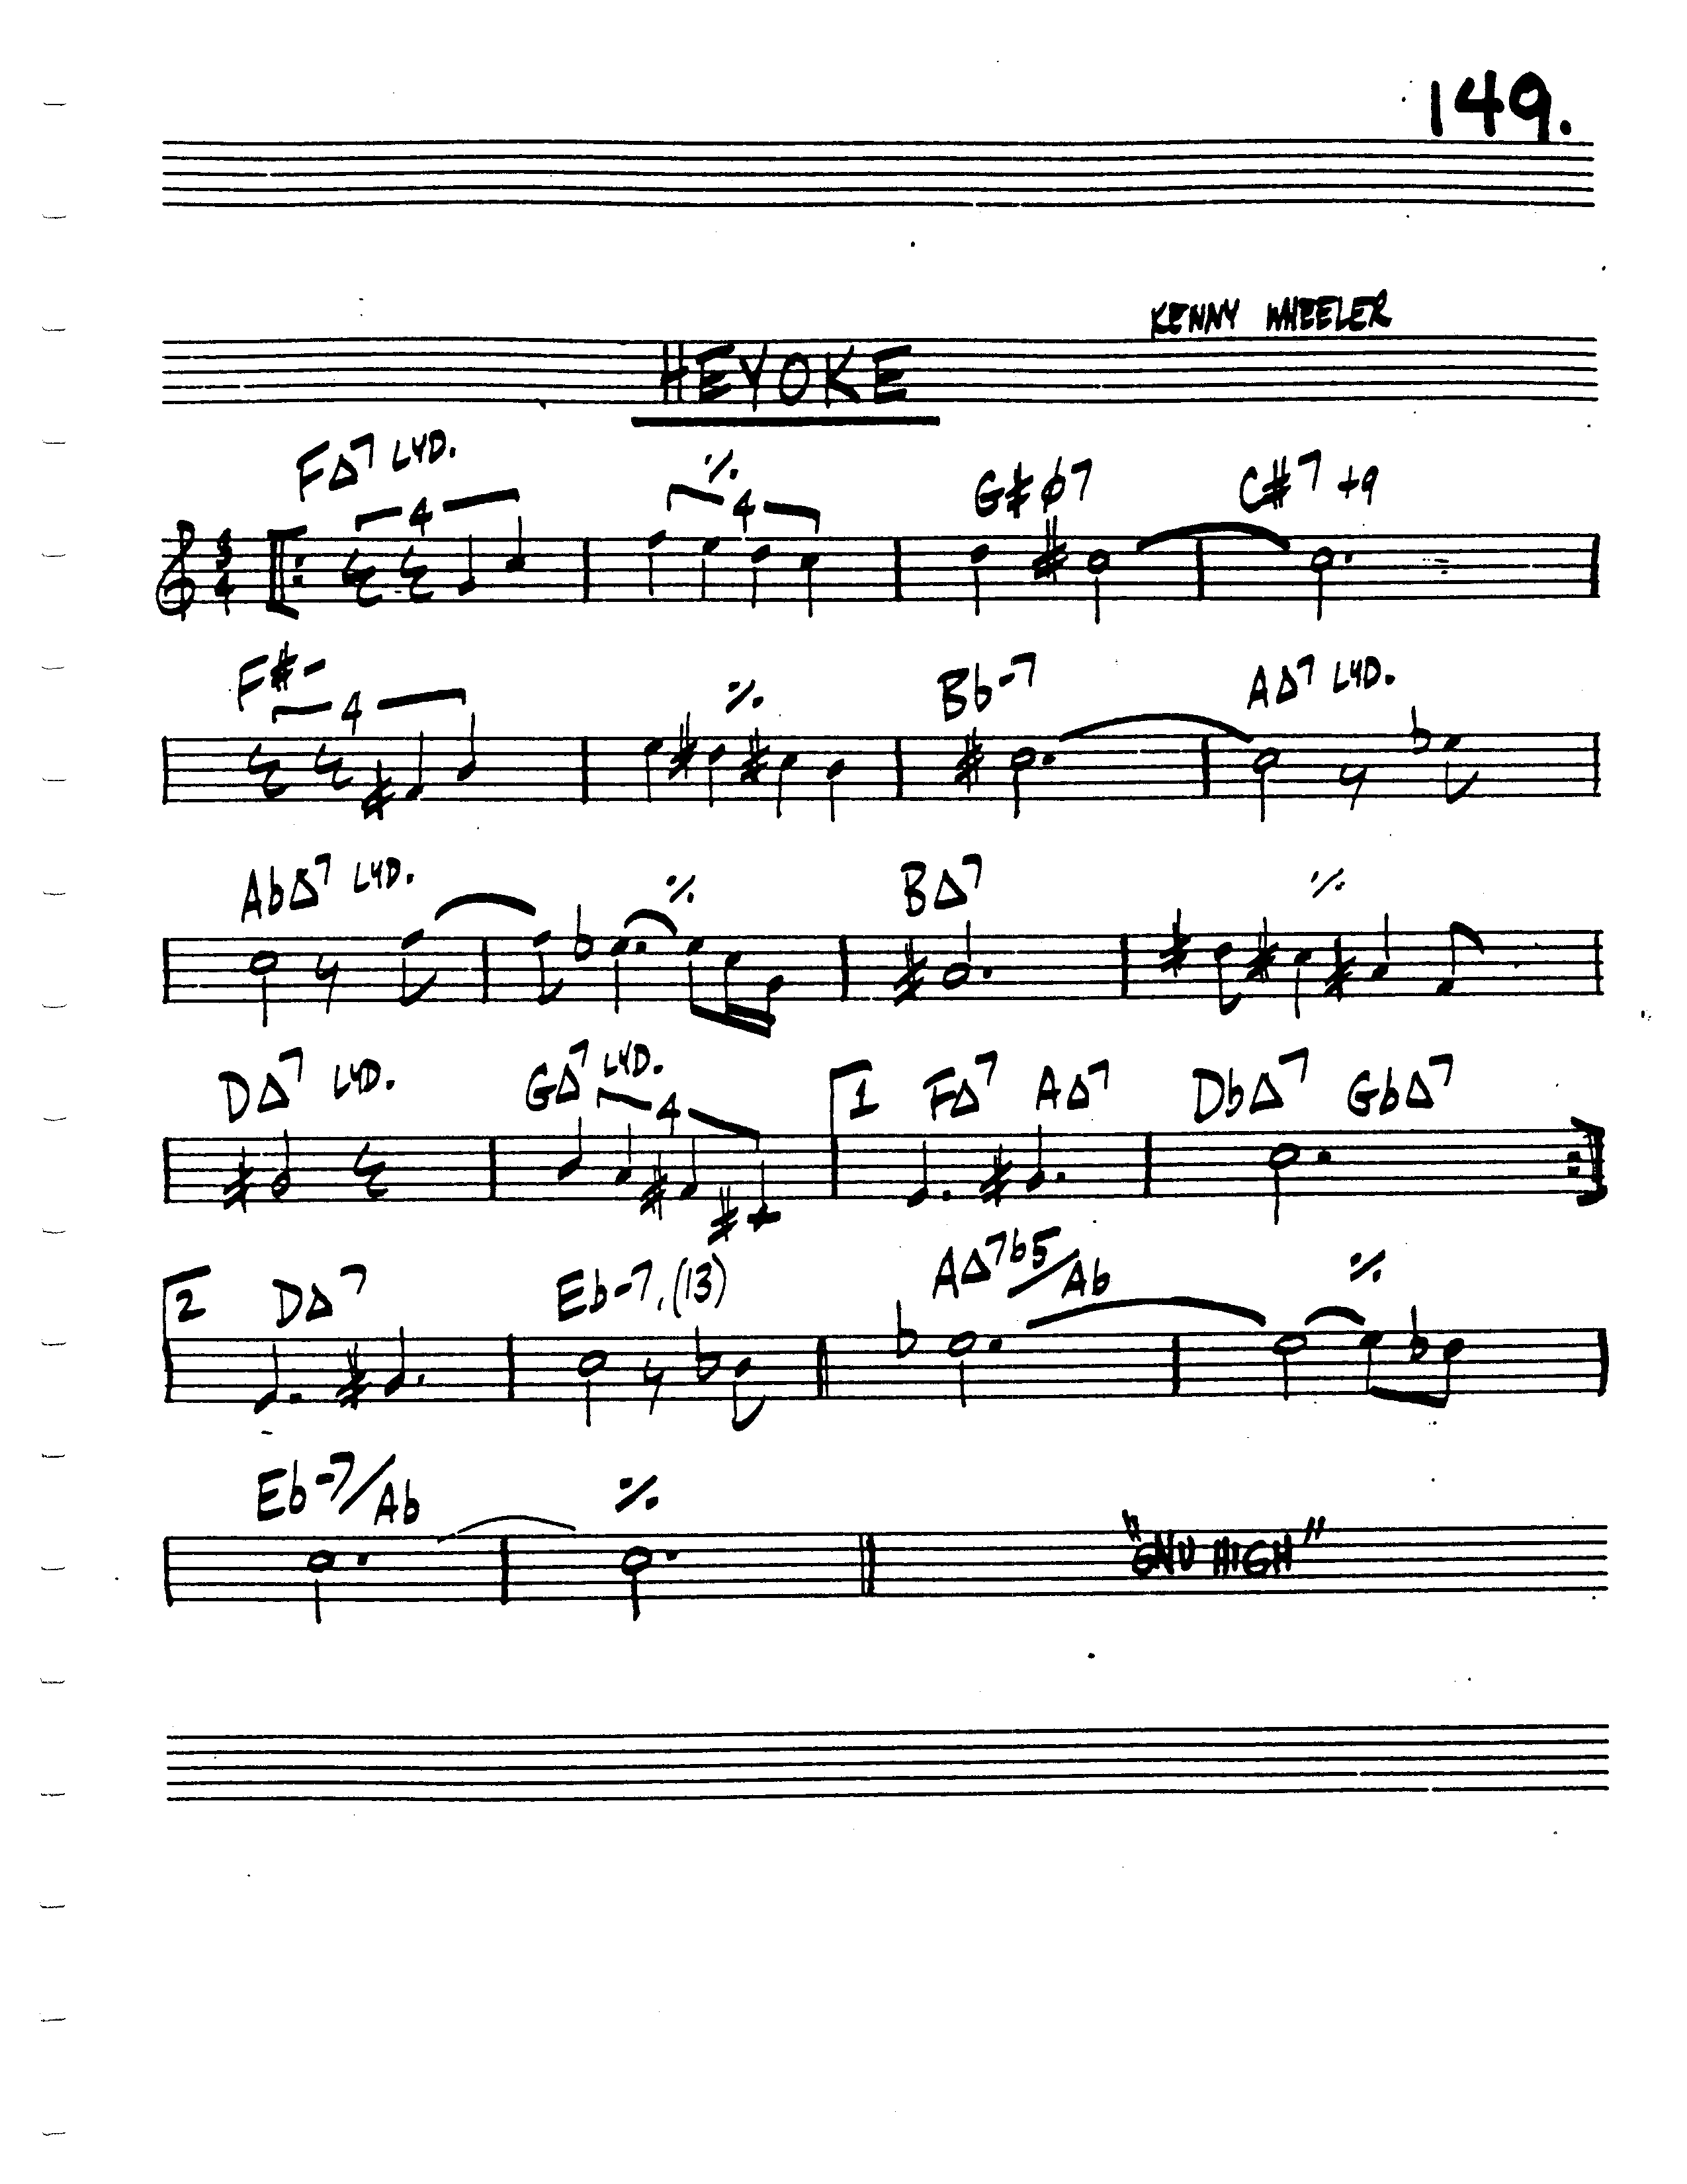 149.
KENNY WHEELER
HEYOKE
FΔ7 LYD. ٪ G#ø7 C#7+9
4 4
3
4
F#- ٪ Bb-7 AΔ7 LYD.
4
AbΔ7 LYD. ٪ BΔ7 ٪
DΔ7 LYD. GΔ7 LYD. 1 FΔ7 AΔ7 DbΔ7 GbΔ7
4
2 DΔ7 Eb-7,(13) AΔ7b5/Ab ٪
Eb-7/Ab ٪
"GNU HIGH"